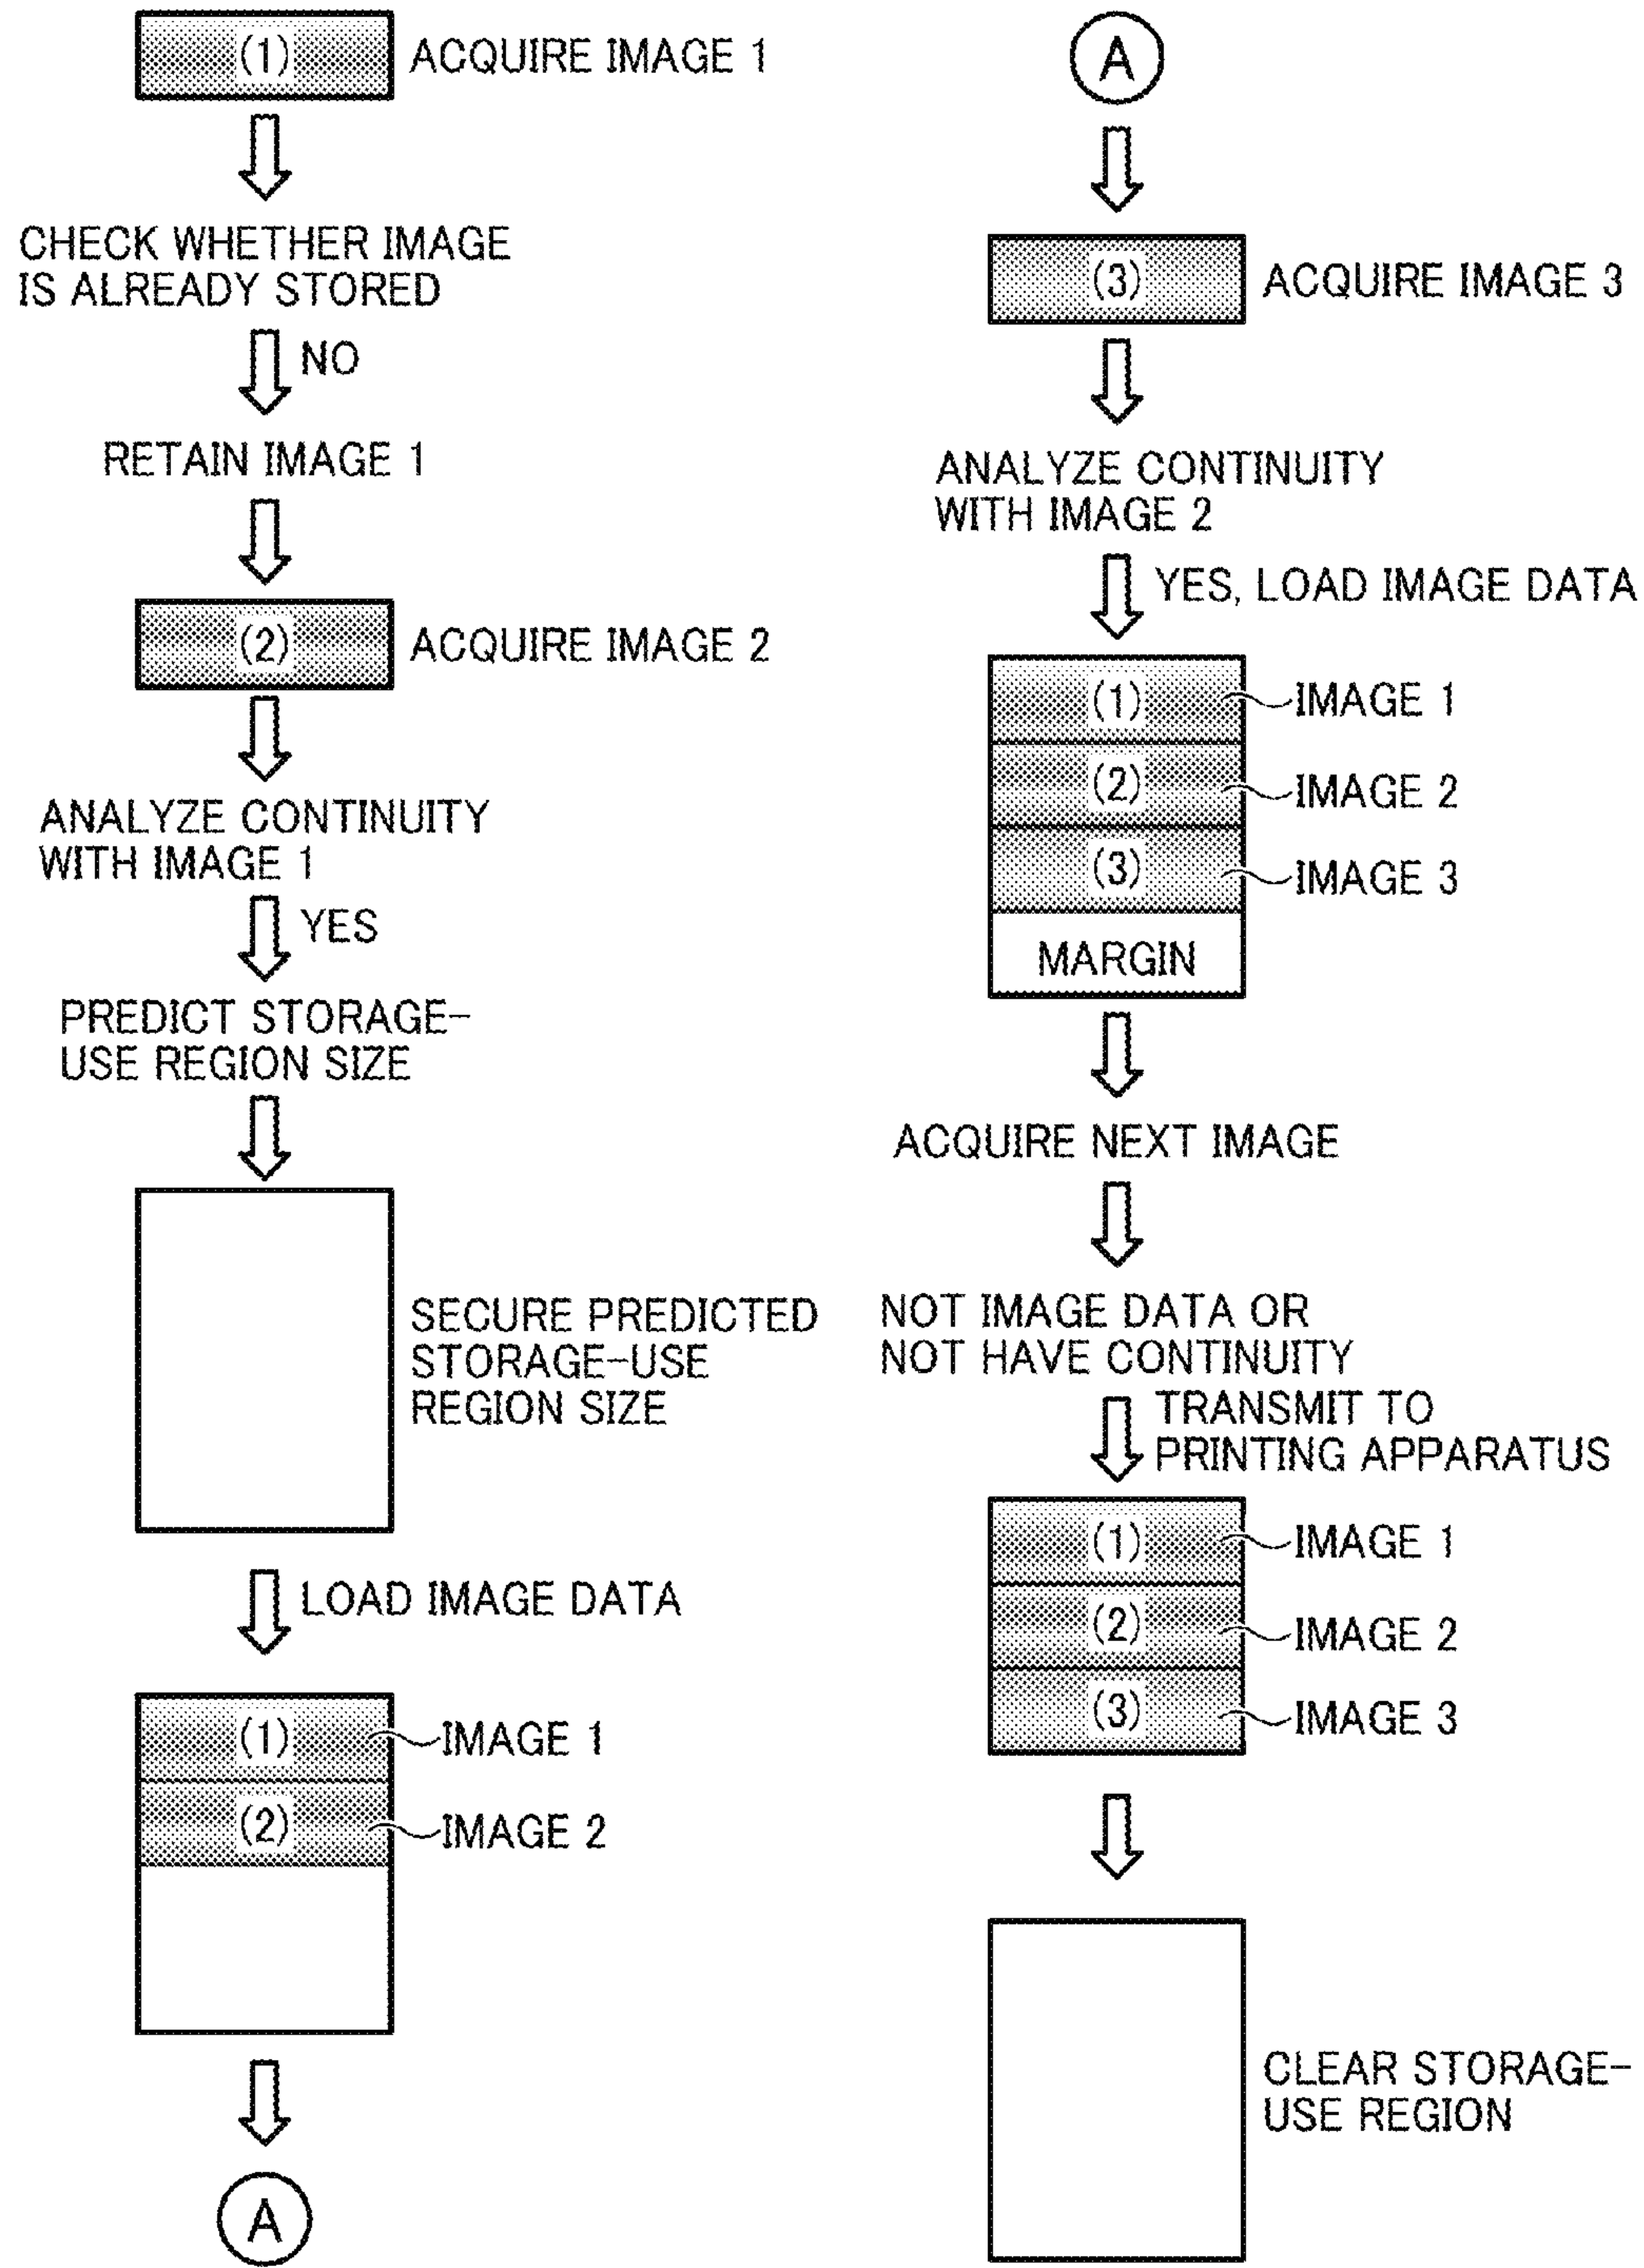 (1) ACQUIRE IMAGE 1
CHECK WHETHER IMAGE
IS ALREADY STORED
NO
RETAIN IMAGE 1
(2) ACQUIRE IMAGE 2
ANALYZE CONTINUITY
WITH IMAGE 1
YES
PREDICT STORAGE-
USE REGION SIZE
SECURE PREDICTED
STORAGE-USE
REGION SIZE
LOAD IMAGE DATA
(1) IMAGE 1
(2) IMAGE 2
A
A
(3) ACQUIRE IMAGE 3
ANALYZE CONTINUITY
WITH IMAGE 2
YES, LOAD IMAGE DATA
(1) IMAGE 1
(2) IMAGE 2
(3) IMAGE 3
MARGIN
ACQUIRE NEXT IMAGE
NOT IMAGE DATA OR
NOT HAVE CONTINUITY
TRANSMIT TO
PRINTING APPARATUS
(1) IMAGE 1
(2) IMAGE 2
(3) IMAGE 3
CLEAR STORAGE-
USE REGION